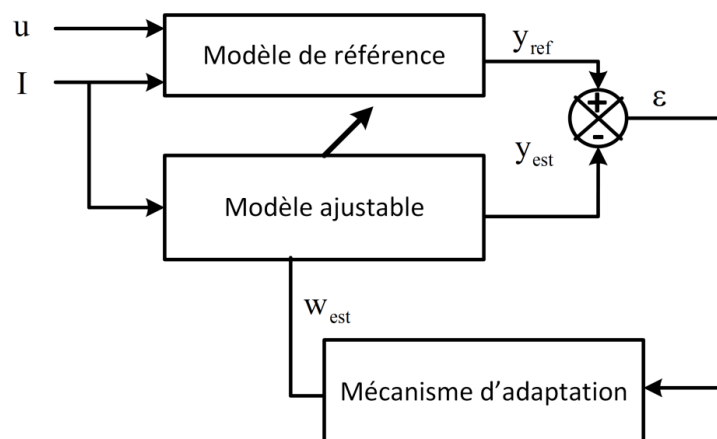 u
Modèle de référence
y_ref
I
+
ε
-
y_est
Modèle ajustable
w_est
Mécanisme d'adaptation